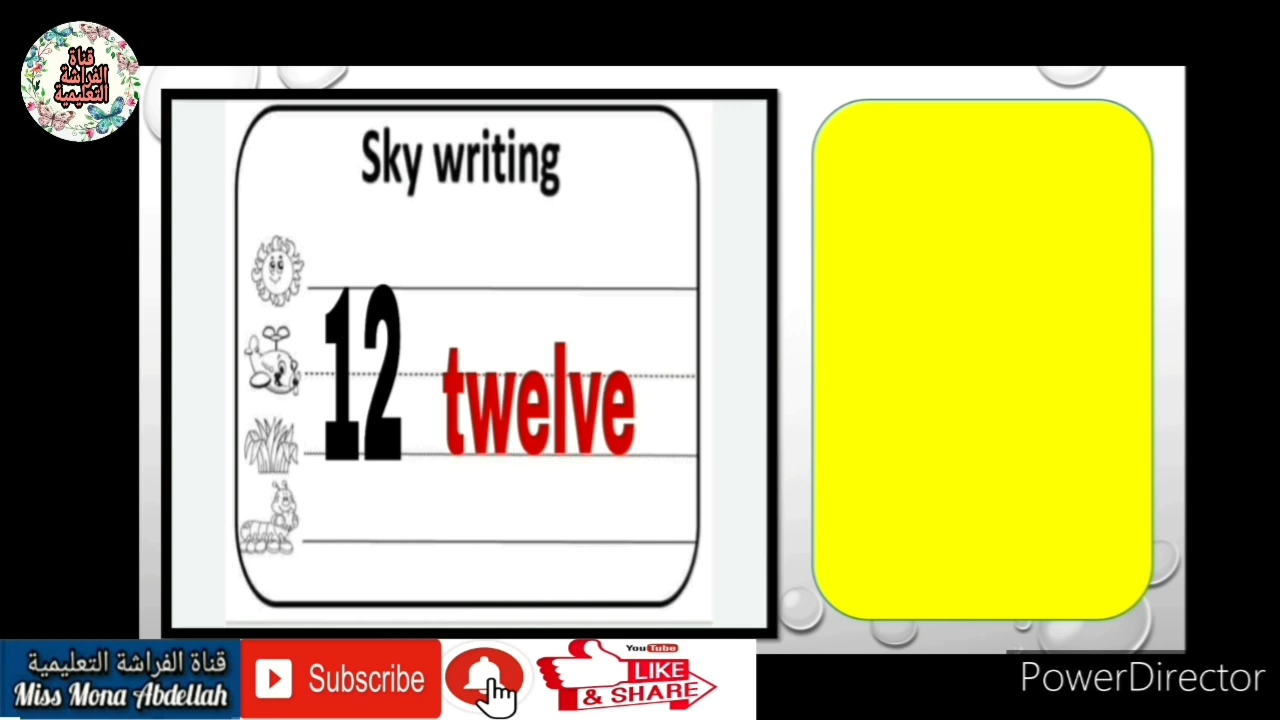 قناة
الفراشة
التعليمية
Sky writing
12 twelve
قناة الفراشة التعليمية
Miss Mona Abdellah
Subscribe
YouTube
LIKE
& SHARE
PowerDirector